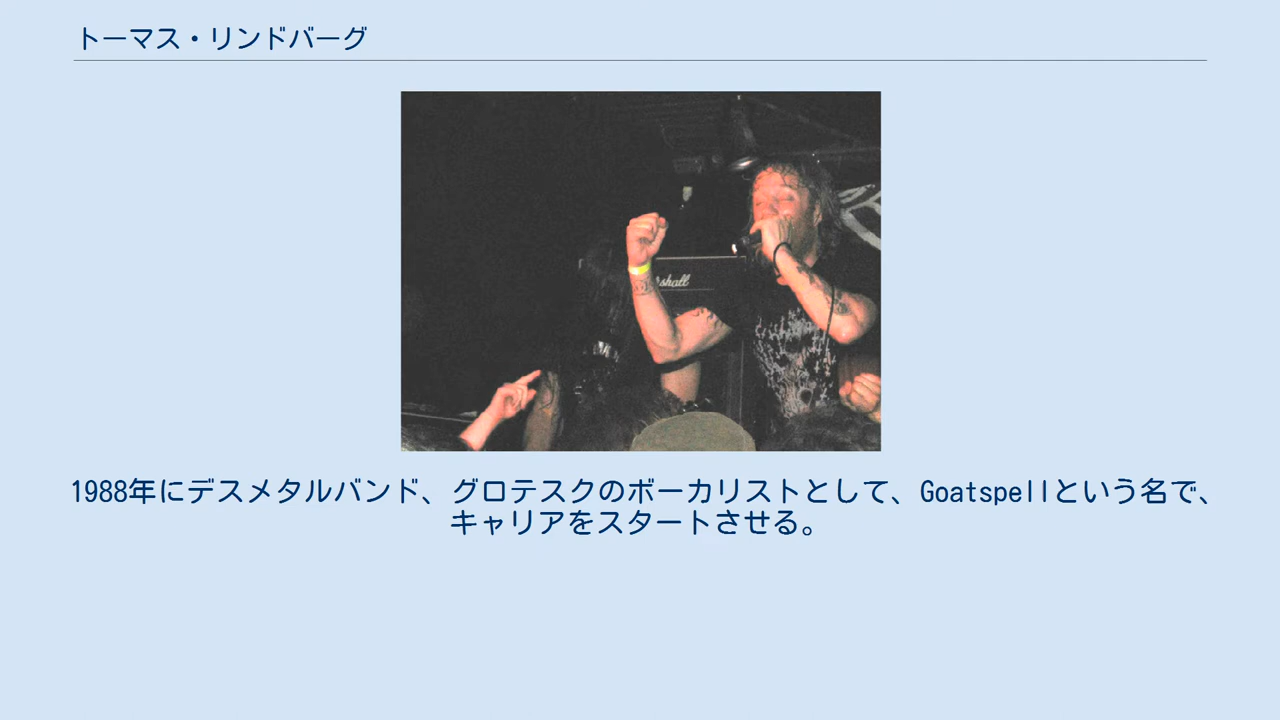 トーマス・リンドバーグ
shall
1988年にデスメタルバンド、グロテスクのボーカリストとして、Goatspellという名で、
キャリアをスタートさせる。